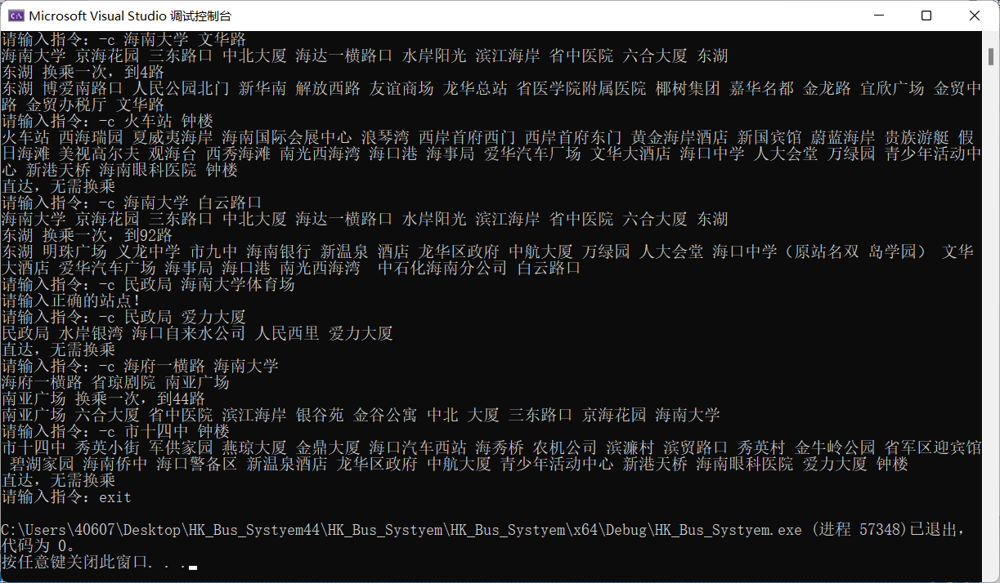 Microsoft Visual Studio 调试控制台
请输入指令: -c 海南大学 文华路
海南大学 京海花园 三东路口 中北大厦 海达一横路口 水岸阳光 滨江海岸 省中医院 六合大厦 东湖
东湖 换乘一次，到4路
东湖 博爱南路口 人民公园北门 新华南 解放西路 友谊商场 龙华总站 省医学院附属医院 椰树集团 嘉华名都 金龙路 宜欣广场 金贸中
路 金贸办税厅 文华路
请输入指令: -c 火车站 钟楼
火车站 西海瑞园 夏威夷海岸 海南国际会展中心 浪琴湾 西岸首府西门 西岸首府东门 黄金海岸酒店 新国宾馆 蔚蓝海岸 贵族游艇 假
日海滩 美视高尔夫 观海台 西秀海滩 南光西海湾 海口港 海事局 爱华汽车厂场 文华大酒店 海口中学 人大会堂 万绿园 青少年活动中
心 新港天桥 海南眼科医院 钟楼
直达，无需换乘
请输入指令: -c 海南大学 白云路口
海南大学 京海花园 三东路口 中北大厦 海达一横路口 水岸阳光 滨江海岸 省中医院 六合大厦 东湖
东湖 换乘一次，到92路
东湖 明珠广场 义龙中学 市九中 海南银行 新温泉 酒店 龙华区政府 中航大厦 万绿园 人大会堂 海口中学（原站名双 岛学园） 文华
大酒店 爱华汽车广场 海事局 海口港 南光西海湾  中石化海南分公司 白云路口
请输入指令: -c 民政局 海南大学体育场
请输入正确的站点!
请输入指令: -c 民政局 爱力大厦
民政局 水岸银湾 海口自来水公司 人民西里 爱力大厦
直达，无需换乘
请输入指令: -c 海府一横路 海南大学
海府一横路 省琼剧院 南亚广场
南亚广场 换乘一次，到44路
南亚广场 六合大厦 省中医院 滨江海岸 银谷苑 金谷公寓 中北 大厦 三东路口 京海花园 海南大学
请输入指令: -c 市十四中 钟楼
市十四中 秀英小街 军供家园 燕琼大厦 金鼎大厦 海口汽车西站 海秀桥 农机公司 滨濂村 滨贸路口 秀英村 金牛岭公园 省军区迎宾馆
 碧湖家园 海南侨中 海口警备区 新温泉酒店 龙华区政府 中航大厦 青少年活动中心 新港天桥 海南眼科医院 爱力大厦 钟楼
直达，无需换乘
请输入指令: exit
C:\Users\40607\Desktop\HK_Bus_Systyem44\HK_Bus_Systyem\HK_Bus_Systyem\x64\Debug\HK_Bus_Systyem.exe (进程 57348)已退出，
代码为 0。
按任意键关闭此窗口. . .